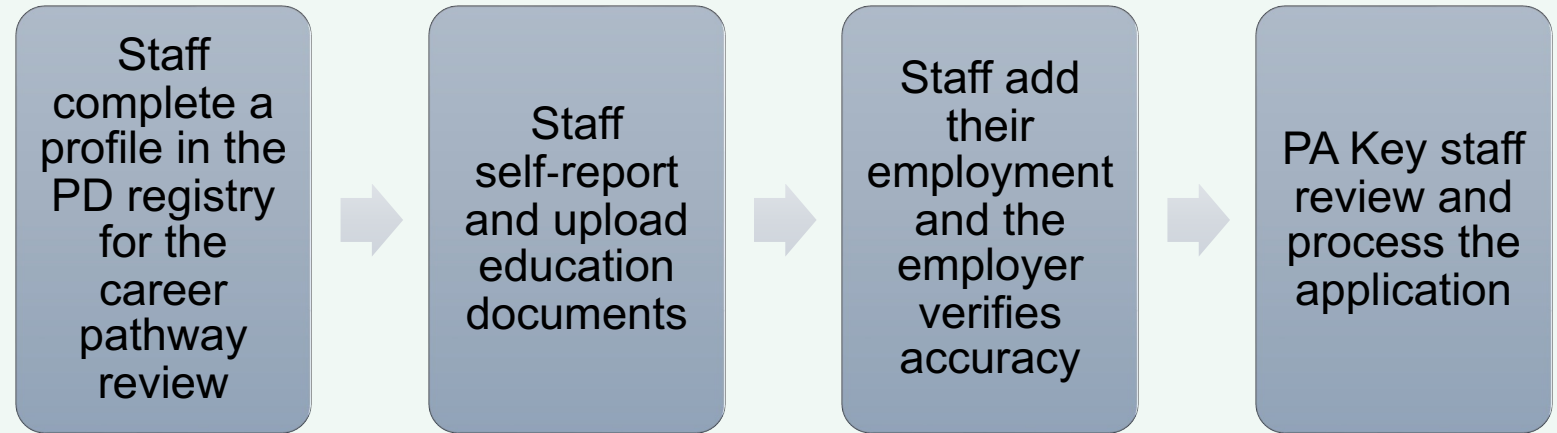 Staff
complete a
profile in the
PD registry
for the
career
pathway
review
Staff
self-report
and upload
education
documents
Staff add
their
employment
and the
employer
verifies
accuracy
PA Key staff
review and
process the
application